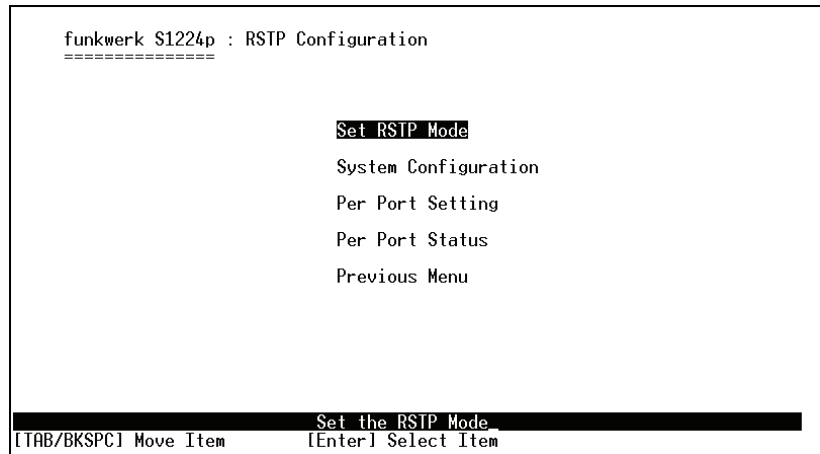 funkwerk S1224p : RSTP Configuration
===============
Set RSTP Mode
System Configuration
Per Port Setting
Per Port Status
Previous Menu
Set the RSTP Mode_
[TAB/BKSPC] Move Item [Enter] Select Item